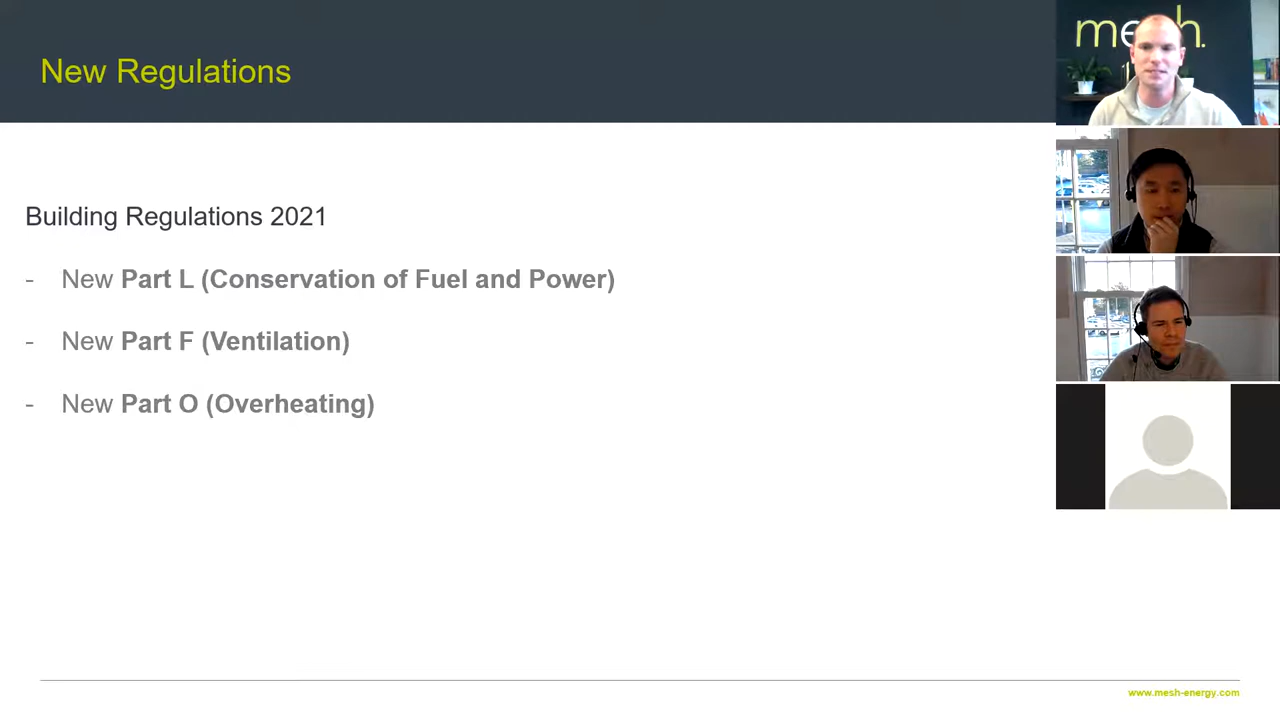 New Regulations
mesh.
Building Regulations 2021
- New Part L (Conservation of Fuel and Power)
- New Part F (Ventilation)
- New Part O (Overheating)
www.mesh-energy.com